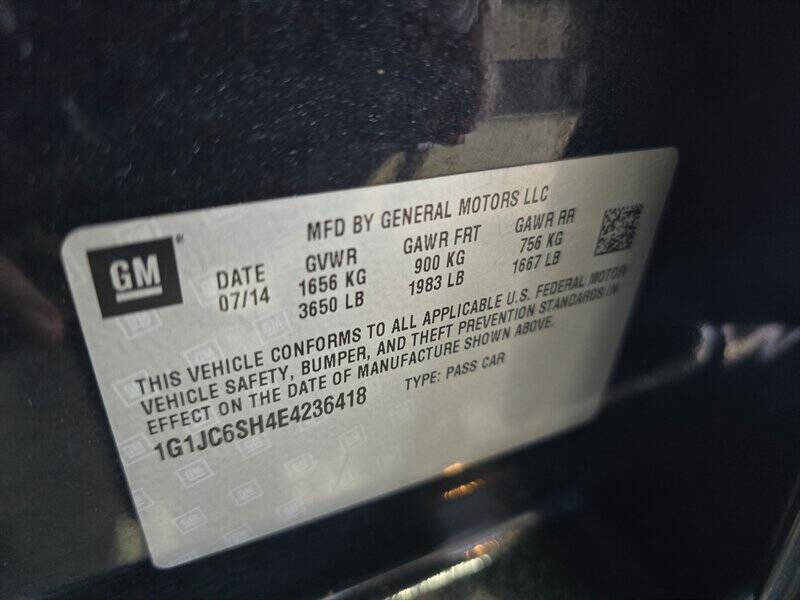 MFD BY GENERAL MOTORS LLC
GM
DATE GVWR GAWR FRT GAWR RR
07/14 1656 KG 900 KG 756 KG
3650 LB 1983 LB 1667 LB
THIS VEHICLE CONFORMS TO ALL APPLICABLE U.S. FEDERAL MOTOR
VEHICLE SAFETY, BUMPER, AND THEFT PREVENTION STANDARDS IN
EFFECT ON THE DATE OF MANUFACTURE SHOWN ABOVE.
1G1JC6SH4E4236418 TYPE: PASS CAR